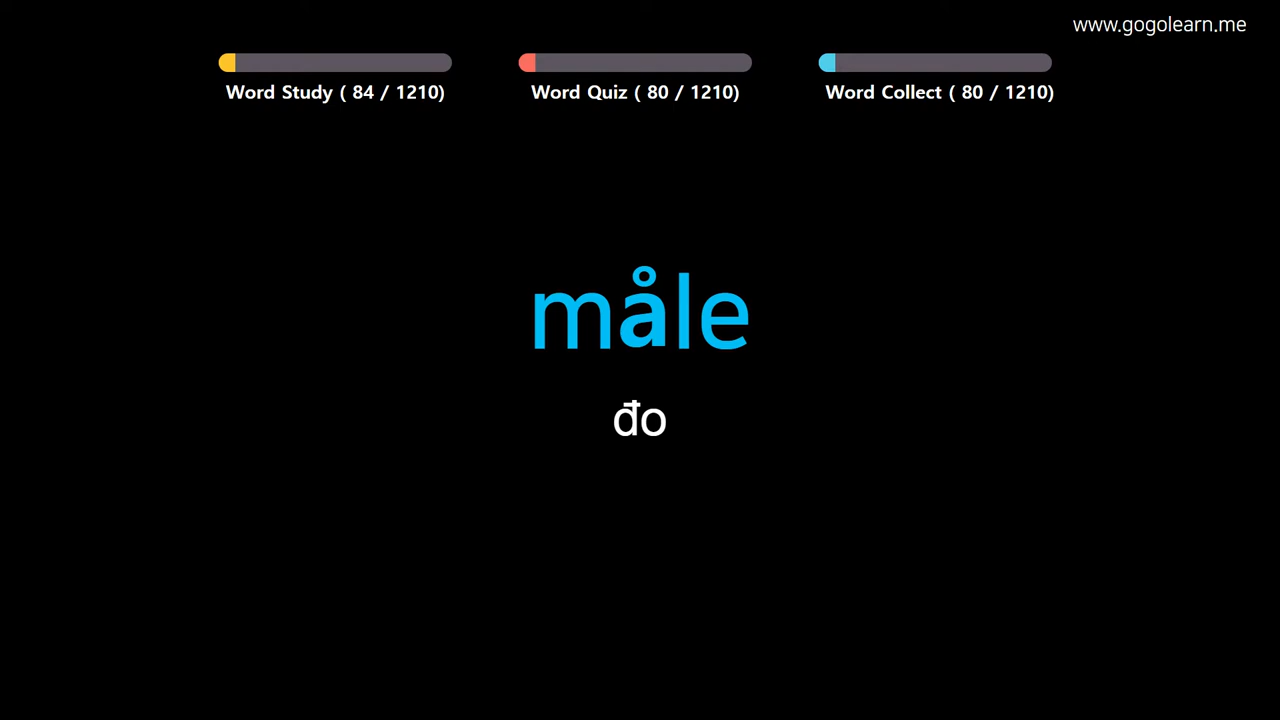 www.gogolearn.me
Word Study ( 84 / 1210)
Word Quiz ( 80 / 1210)
Word Collect ( 80 / 1210)
måle
đo